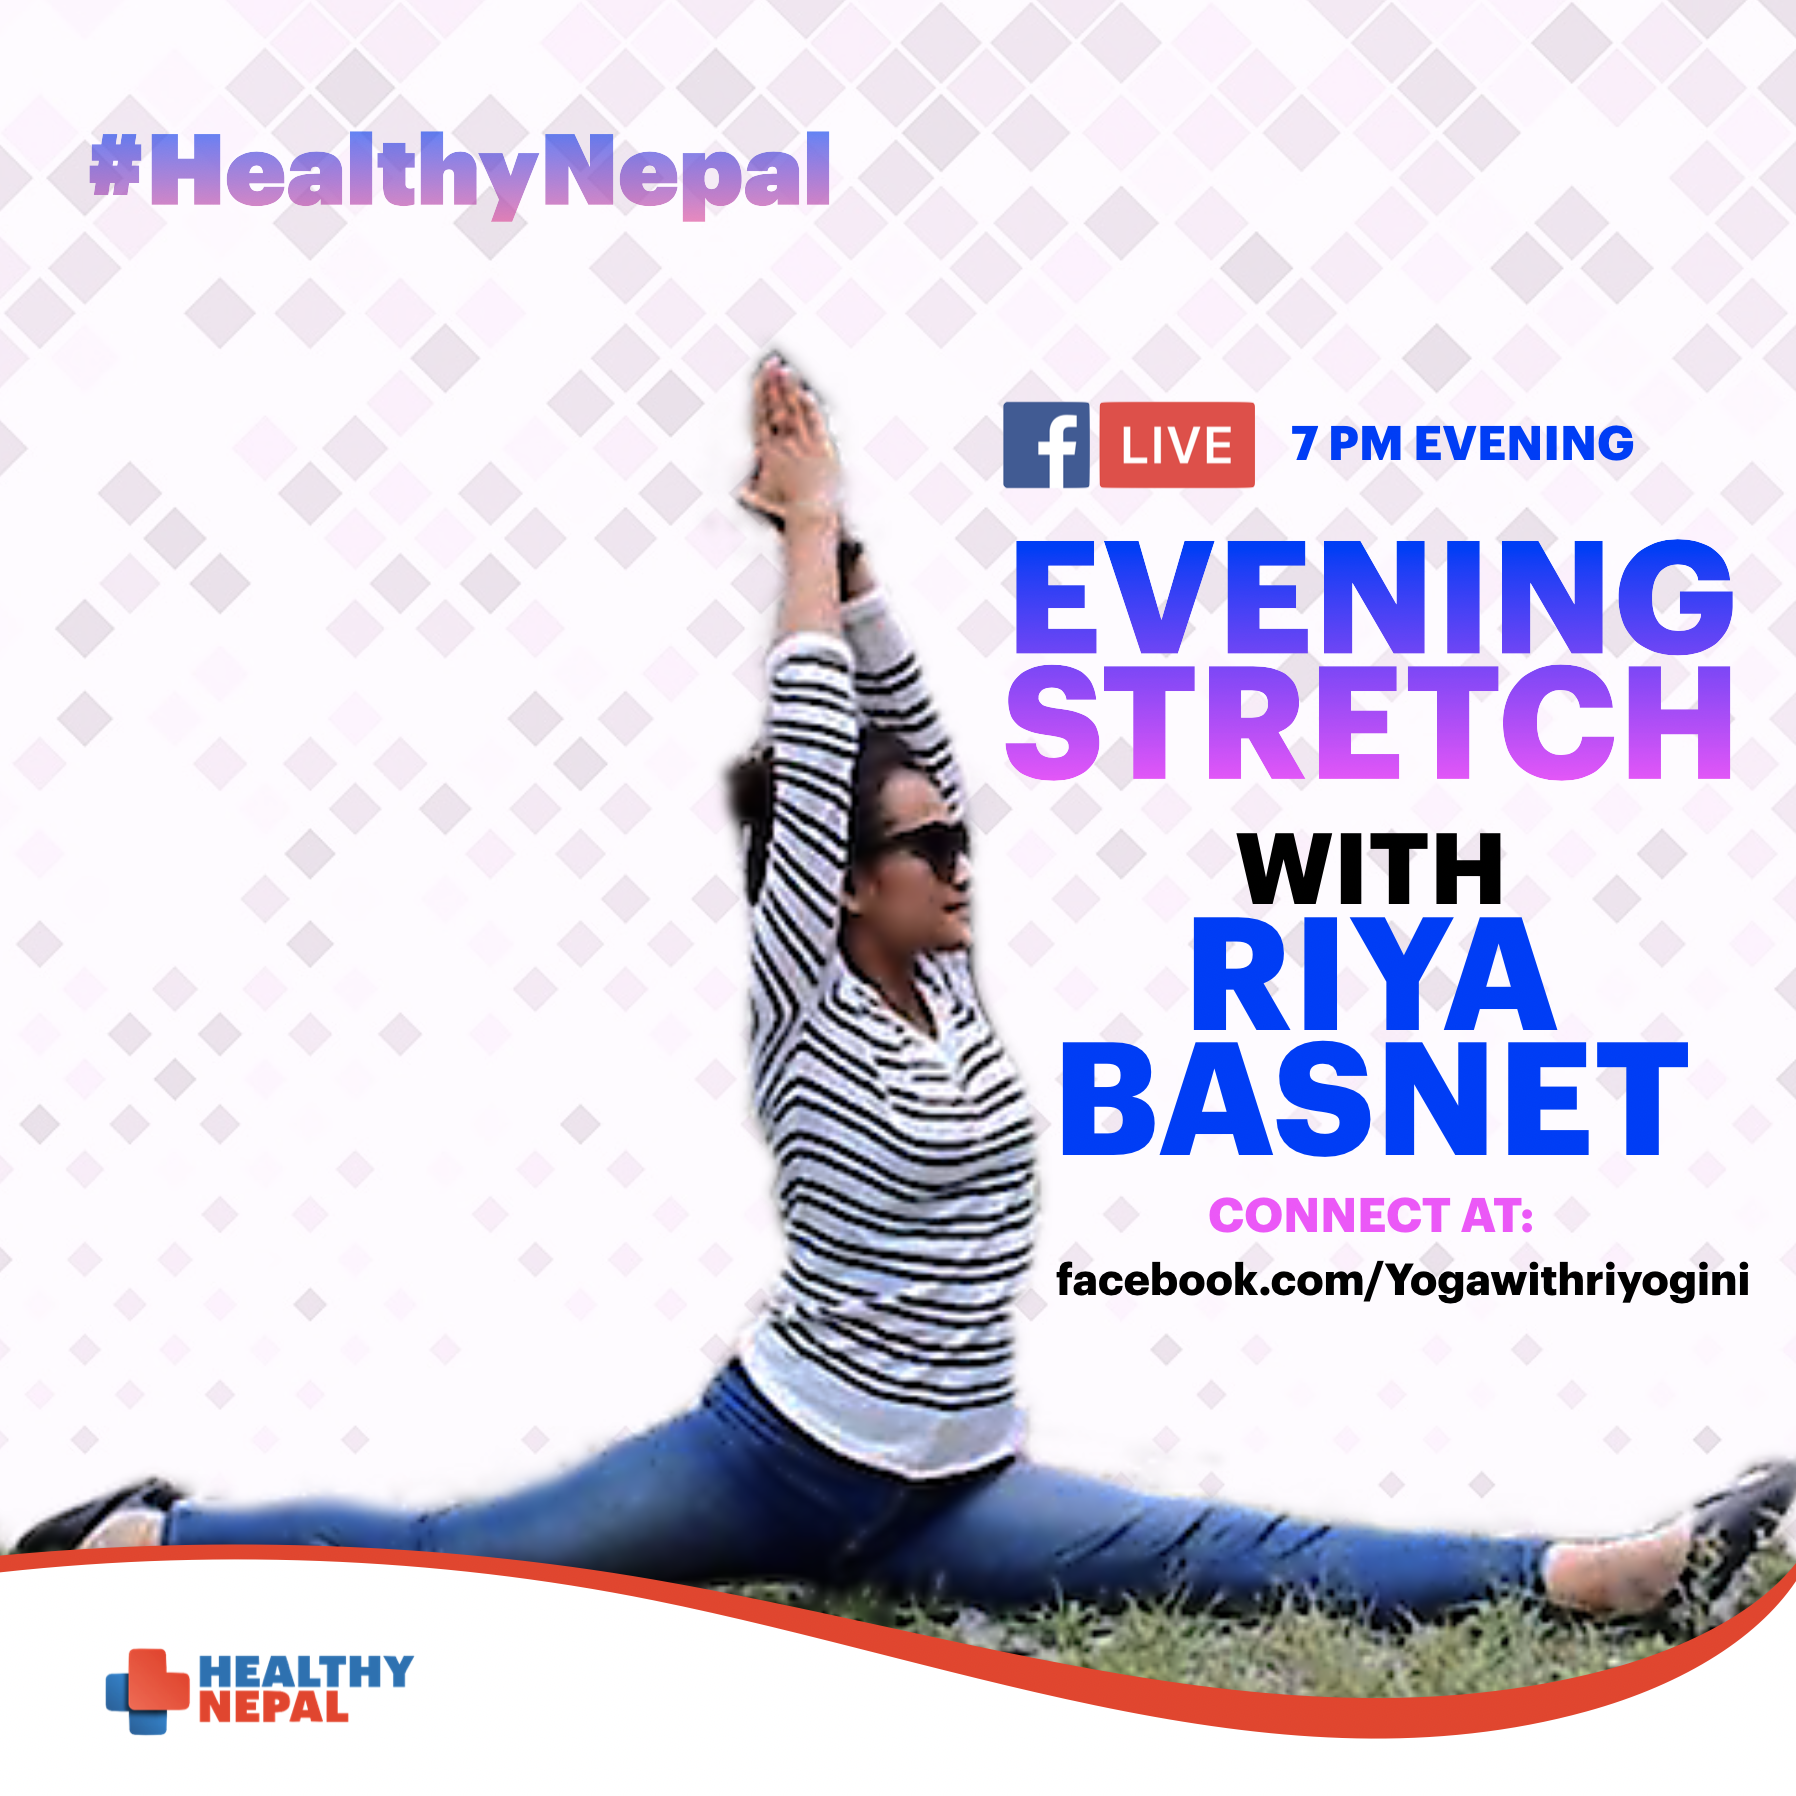 #HealthyNepal
f LIVE 7 PM EVENING
EVENING
STRETCH
WITH
RIYA
BASNET
CONNECT AT:
facebook.com/Yogawithriyogini
HEALTHY
NEPAL